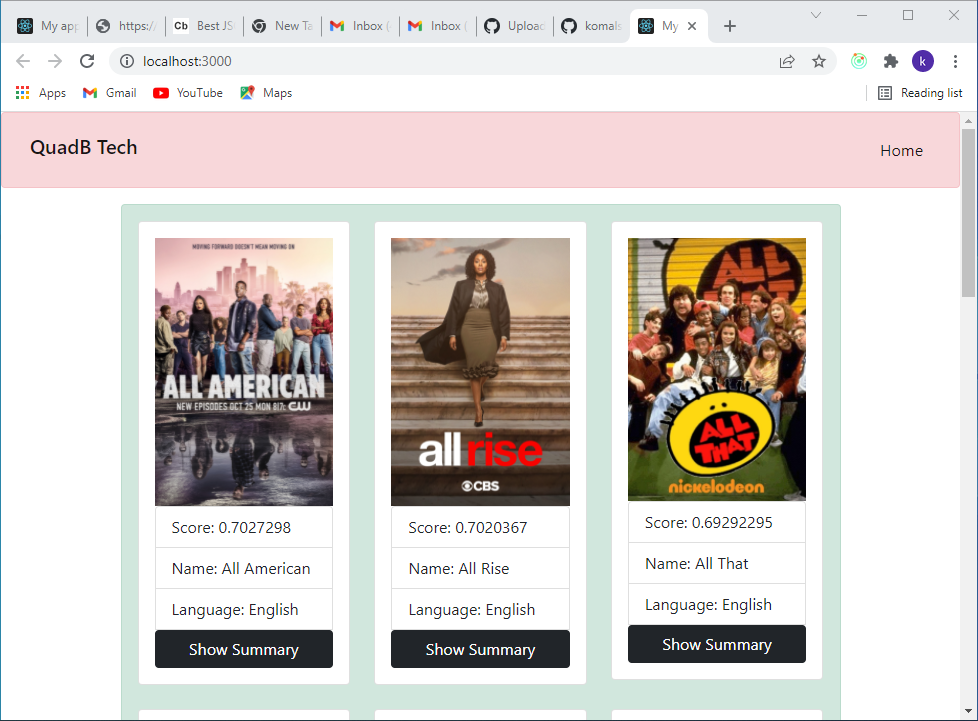 My app
https:/
Cb Best JS
New Ta
Inbox (
Inbox (
Upload
komals
My
localhost:3000
k
Apps
Gmail
YouTube
Maps
Reading list
QuadB Tech
Home
MOVING FORWARD DOESN'T MEAN MOVING ON
ALL AMERICAN
NEW EPISODES OCT 25 MON 8|7c CW
Score: 0.7027298
Name: All American
Language: English
Show Summary
all rise
CBS
Score: 0.7020367
Name: All Rise
Language: English
Show Summary
ALL
THAT
ALL
THAT
nickelodeon
Score: 0.69292295
Name: All That
Language: English
Show Summary